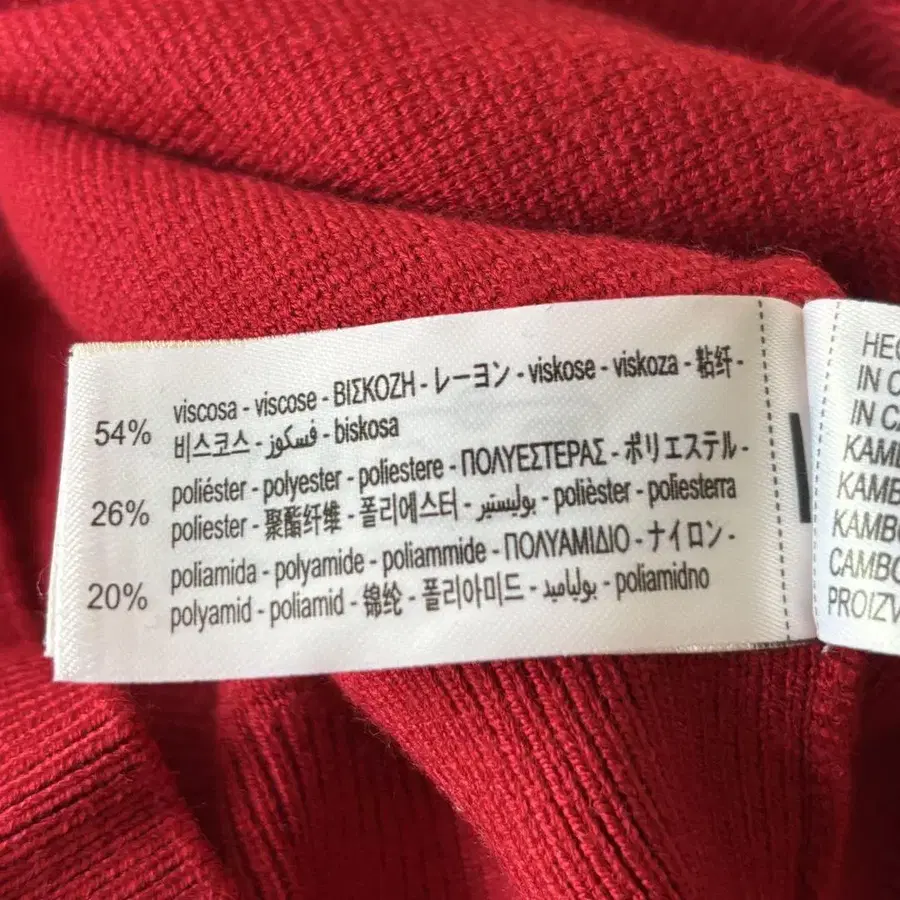 54%
viscosa - viscose - ΒΙΣΚΟΖΗ - レーヨン - viskose - viskoza - 粘纤 -
비스코스 - فسكوز - biskosa
26%
poliéster - polyester - poliestere - ΠΟΛΥΕΣΤΕΡΑΣ - ポリエステル -
poliester - 聚酯纤维 - 폴리에스터 - بوليستير - polièster - poliesterra
20%
poliamida - polyamide - poliammide - ΠΟΛΥΑΜΙΔΙΟ - ナイロン -
polyamid - poliamid - 锦纶 - 폴리아미드 - بولياميد - poliamidno
HEC
IN C
IN CA
KAMB
KAMB
KAMBO
CAMBO
PROIZV